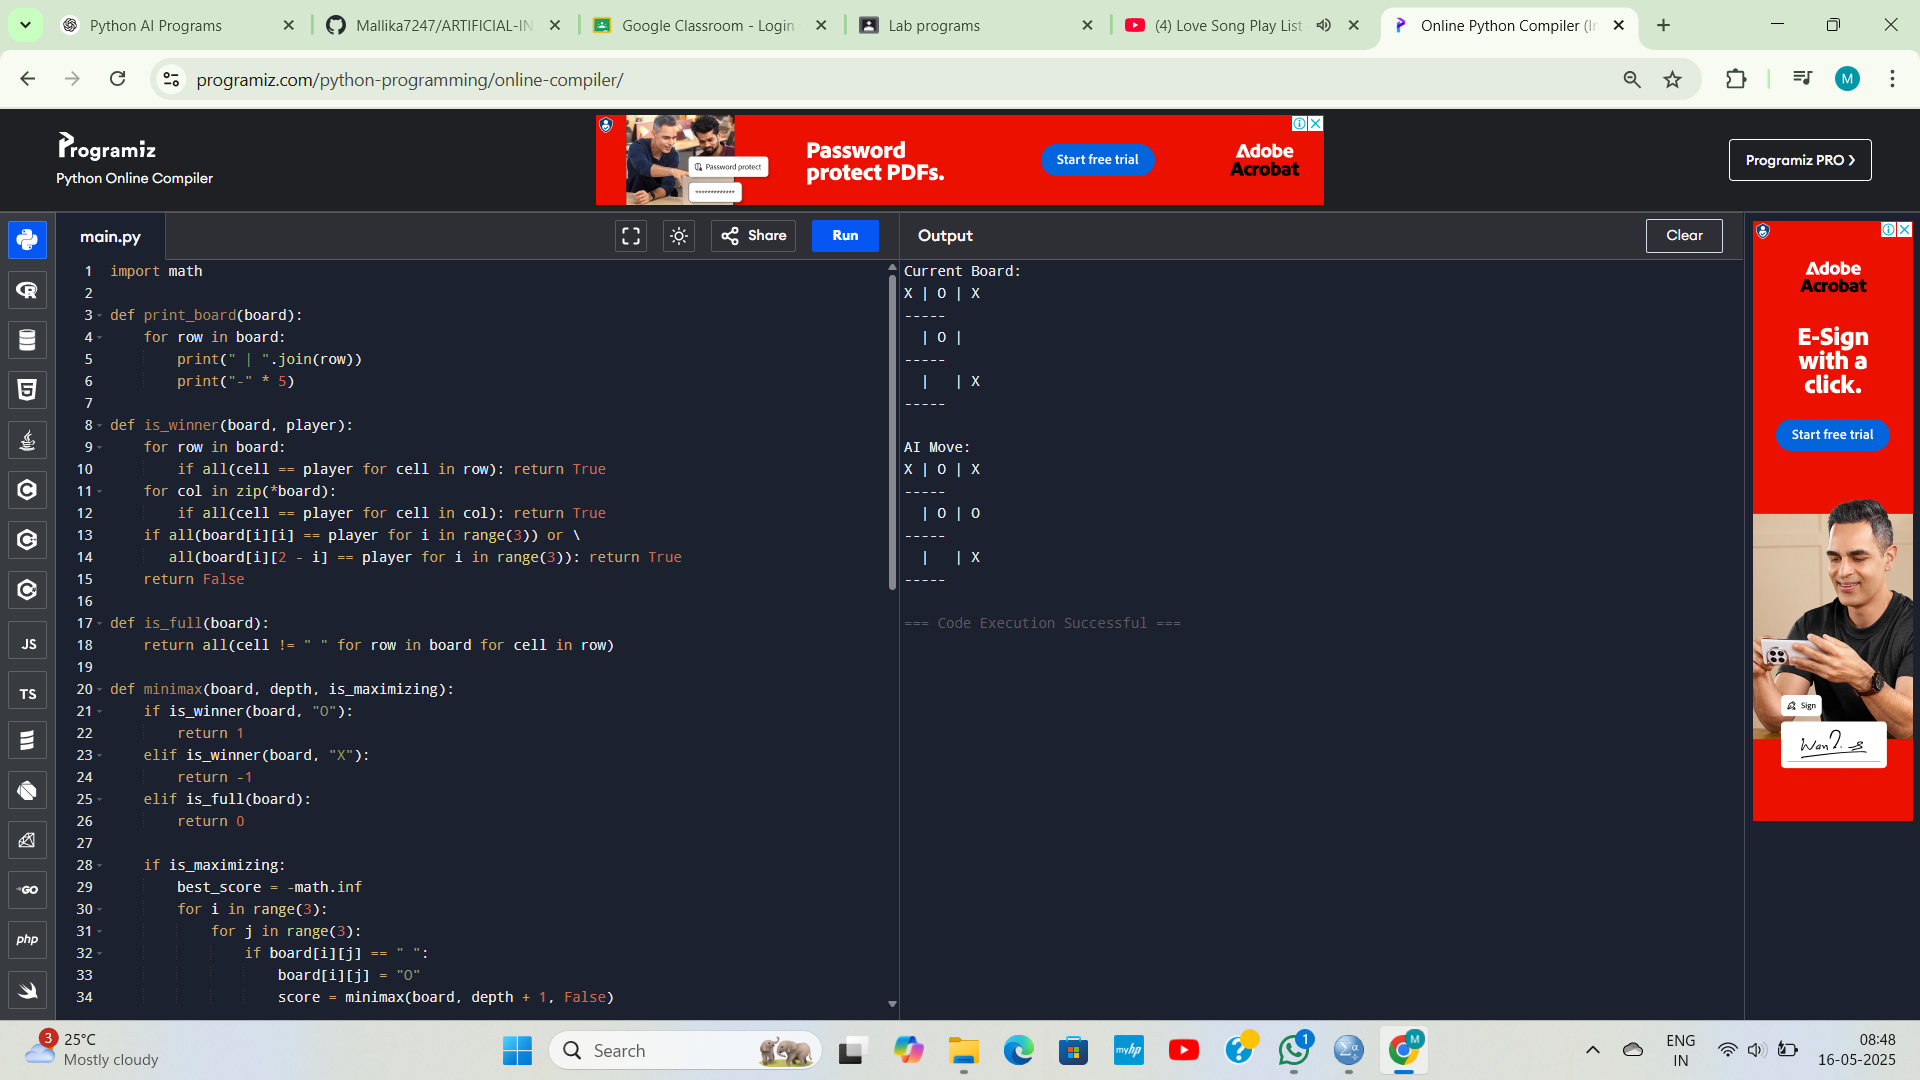 Python AI Programs
Mallika7247/ARTIFICIAL-IN
Google Classroom - Login
Lab programs
(4) Love Song Play List
Online Python Compiler (In
programiz.com/python-programming/online-compiler/
M
Programiz
Python Online Compiler
Password protect
Password
protect PDFs.
Start free trial
Adobe
Acrobat
Programiz PRO
main.py
Share
Run
Output
Clear
1 import math
2
3 def print_board(board):
4 for row in board:
5 print(" | ".join(row))
6 print("-" * 5)
7
8 def is_winner(board, player):
9 for row in board:
10 if all(cell == player for cell in row): return True
11 for col in zip(*board):
12 if all(cell == player for cell in col): return True
13 if all(board[i][i] == player for i in range(3)) or \
14 all(board[i][2 - i] == player for i in range(3)): return True
15 return False
16
17 def is_full(board):
18 return all(cell != " " for row in board for cell in row)
19
20 def minimax(board, depth, is_maximizing):
21 if is_winner(board, "O"):
22 return 1
23 elif is_winner(board, "X"):
24 return -1
25 elif is_full(board):
26 return 0
27
28 if is_maximizing:
29 best_score = -math.inf
30 for i in range(3):
31 for j in range(3):
32 if board[i][j] == " ":
33 board[i][j] = "O"
34 score = minimax(board, depth + 1, False)
Current Board:
X | O | X
-----
  | O |
-----
  |   | X
-----
AI Move:
X | O | X
-----
  | O | O
-----
  |   | X
-----
=== Code Execution Successful ===
Adobe
Acrobat
E-Sign
with a
click.
Start free trial
Sign
JS
TS
GO
php
3
25°C
Mostly cloudy
Search
myhp
1
M
ENG
IN
08:48
16-05-2025